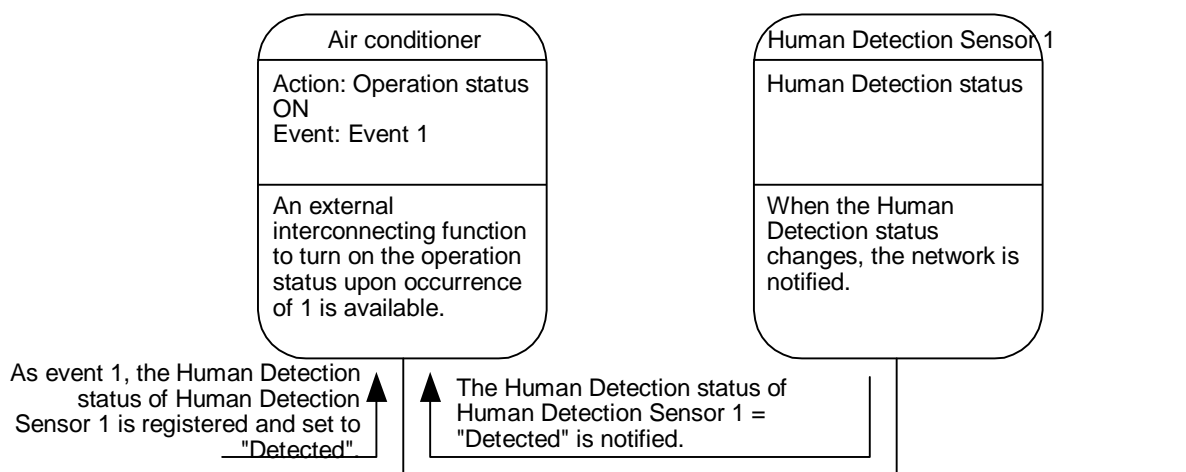 Air conditioner
Action: Operation status
ON
Event: Event 1
An external
interconnecting function
to turn on the operation
status upon occurrence
of 1 is available.
Human Detection Sensor 1
Human Detection status
When the Human
Detection status
changes, the network is
notified.
As event 1, the Human Detection
status of Human Detection
Sensor 1 is registered and set to
"Detected".
The Human Detection status of
Human Detection Sensor 1 =
"Detected" is notified.